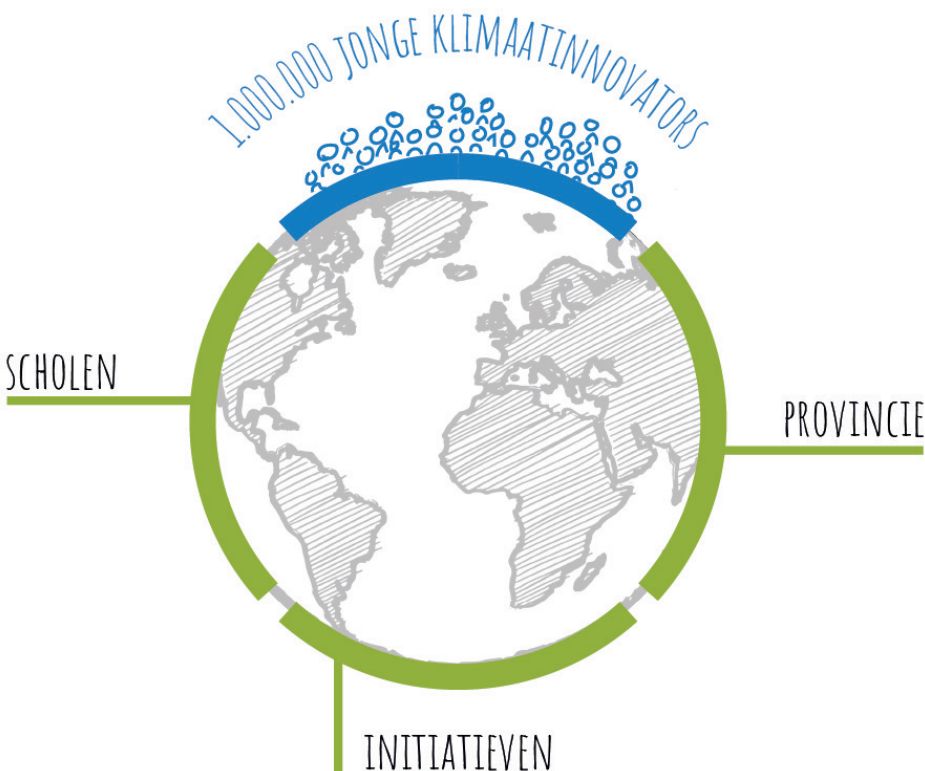 1.000.000 JONGE KLIMAATINNOVATORS
SCHOLEN
PROVINCIE
INITIATIEVEN